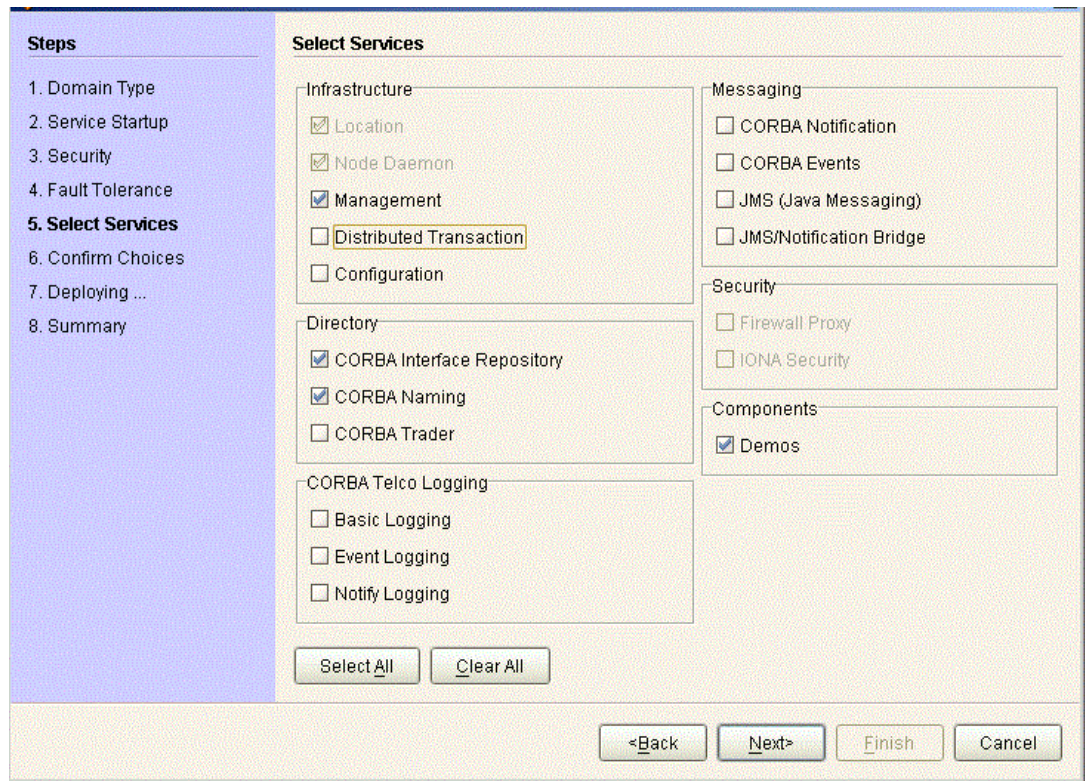 Steps
1. Domain Type
2. Service Startup
3. Security
4. Fault Tolerance
5. Select Services
6. Confirm Choices
7. Deploying ...
8. Summary
Select Services
Infrastructure
Location
Node Daemon
Management
Distributed Transaction
Configuration
Directory
CORBA Interface Repository
CORBA Naming
CORBA Trader
CORBA Telco Logging
Basic Logging
Event Logging
Notify Logging
Messaging
CORBA Notification
CORBA Events
JMS (Java Messaging)
JMS/Notification Bridge
Security
Firewall Proxy
IONA Security
Components
Demos
Select All
Clear All
<Back
Next>
Finish
Cancel